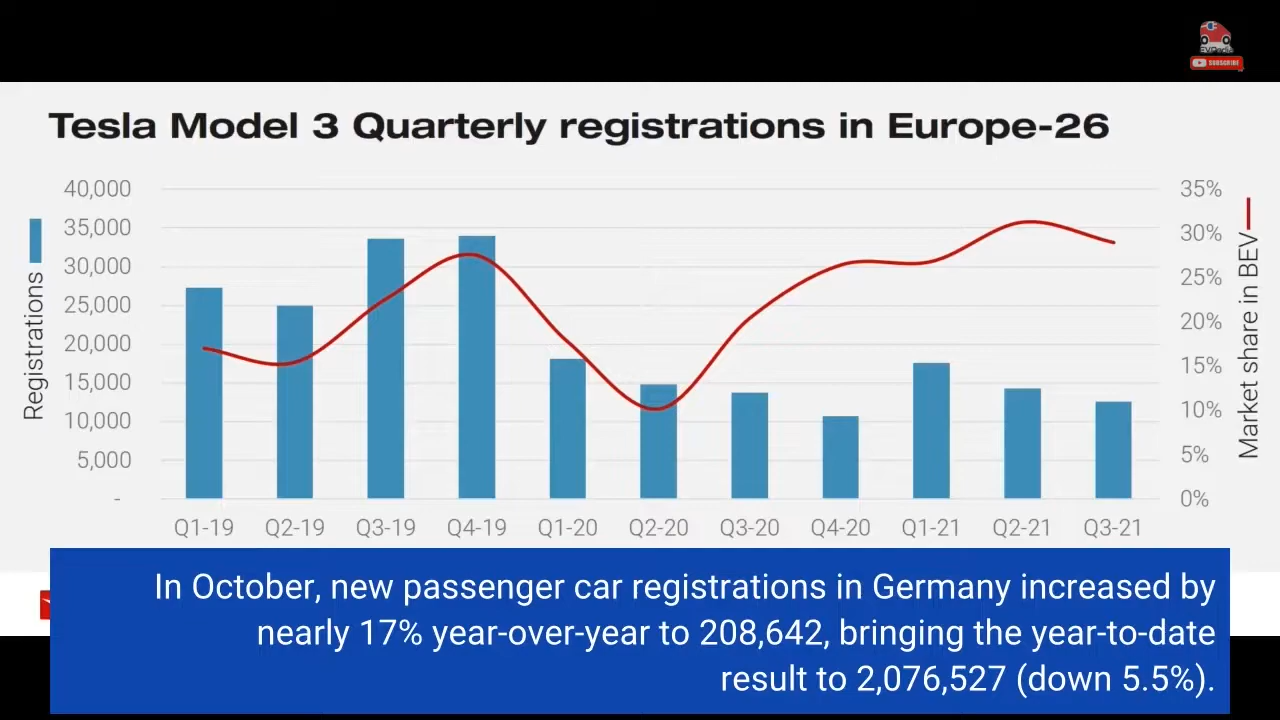 SUBSCRIBE
Tesla Model 3 Quarterly registrations in Europe-26
Registrations
40,000
35,000
30,000
25,000
20,000
15,000
10,000
5,000
-
35%
30%
25%
20%
15%
10%
5%
0%
Market share in BEV
Q1-19 Q2-19 Q3-19 Q4-19 Q1-20 Q2-20 Q3-20 Q4-20 Q1-21 Q2-21 Q3-21
In October, new passenger car registrations in Germany increased by
nearly 17% year-over-year to 208,642, bringing the year-to-date
result to 2,076,527 (down 5.5%).